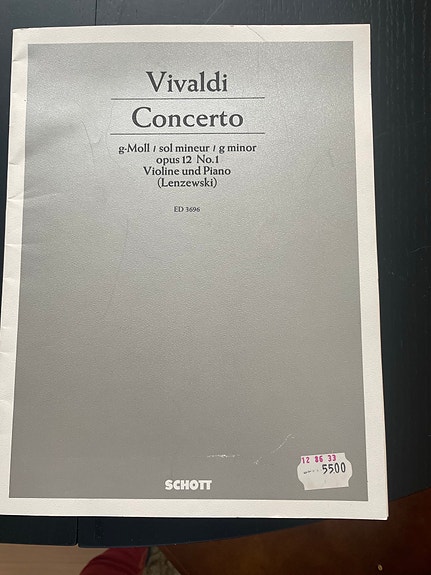 Vivaldi
Concerto
g-Moll / sol mineur / g minor
opus 12 No.1
Violine und Piano
(Lenzewski)
ED 3696
12 86 33
5500
SCHOTT